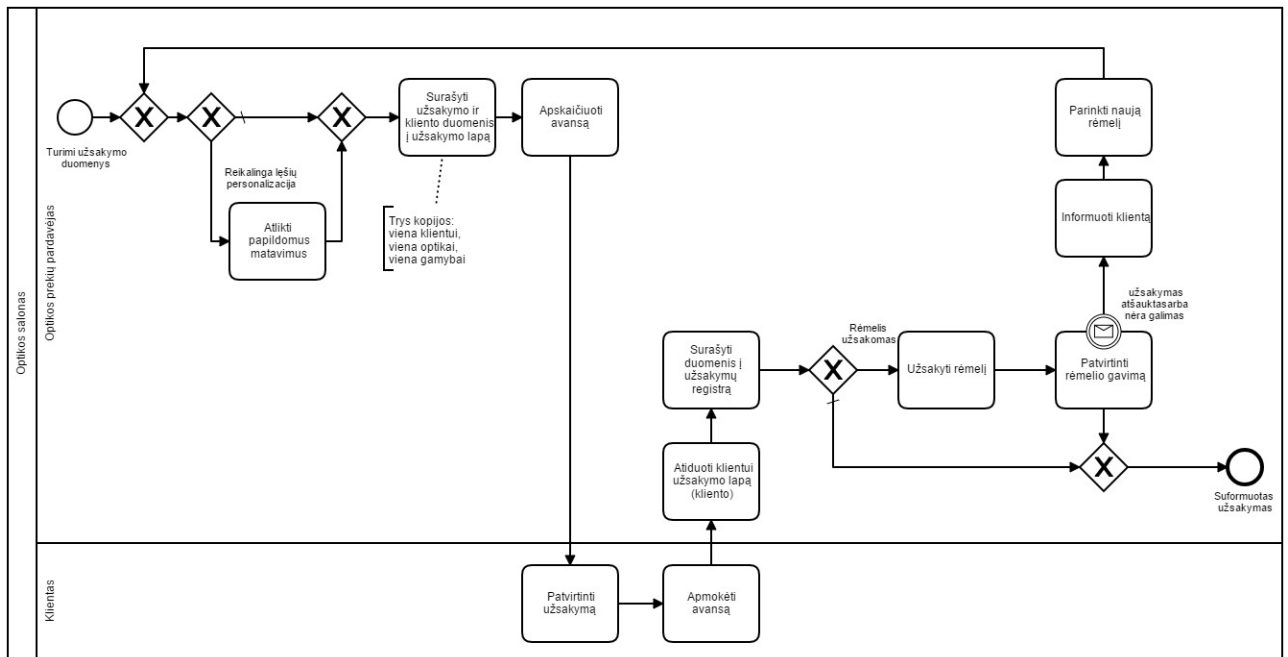 Optikos salonas
Optikos prekių pardavėjas
Turimi užsakymo
duomenys
X
X
X
Reikalinga lęšių
personalizacija
Atlikti
papildomus
matavimus
Surašyti
užsakymo ir
kliento duomenis
į užsakymo lapą
Trys kopijos:
viena klientui,
viena optikai,
viena gamybai
Apskaičiuoti
avansą
Parinkti naują
rėmelį
Informuoti klientą
užsakymas
atšauktasarba
nėra galimas
Surašyti
duomenis į
užsakymų
registrą
Rėmelis
užsakomas
X
Užsakyti rėmelį
Patvirtinti
rėmelio gavimą
Atiduoti klientui
užsakymo lapą
(kliento)
X
Suformuotas
užsakymas
Klientas
Patvirtinti
užsakymą
Apmokėti
avansą